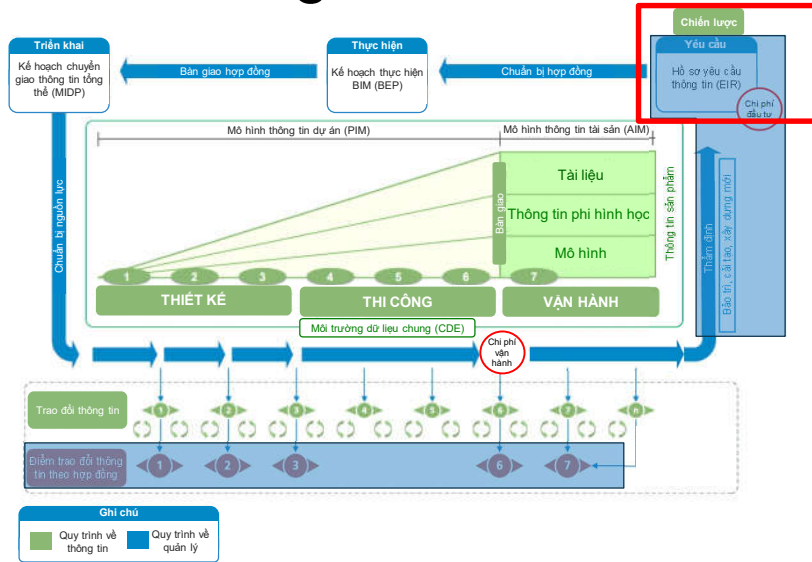 Chiến lược
Triển khai
Kế hoạch chuyển
giao thông tin tổng
thể (MIDP)
Bàn giao hợp đồng
Thực hiện
Kế hoạch thực hiện
BIM (BEP)
Chuẩn bị hợp đồng
Yêu cầu
Hồ sơ yêu cầu
thông tin (EIR)
Chi phí
đầu tư
Mô hình thông tin dự án (PIM)
Mô hình thông tin tài sản (AIM)
Chuẩn bị nguồn lực
Bàn giao
Tài liệu
Thông tin phi hình học
Mô hình
Thông tin sản phẩm
Thẩm định
Bảo trì, cải tạo, xây dựng mới
1 2 3 4 5 6 7
THIẾT KẾ
THI CÔNG
VẬN HÀNH
Môi trường dữ liệu chung (CDE)
Chi phí
vận
hành
Trao đổi thông tin
1 2 3 4 5 6 7 n
Điểm trao đổi thông
tin theo hợp đồng
1 2 3 6 7
Ghi chú
Quy trình về
thông tin
Quy trình về
quản lý